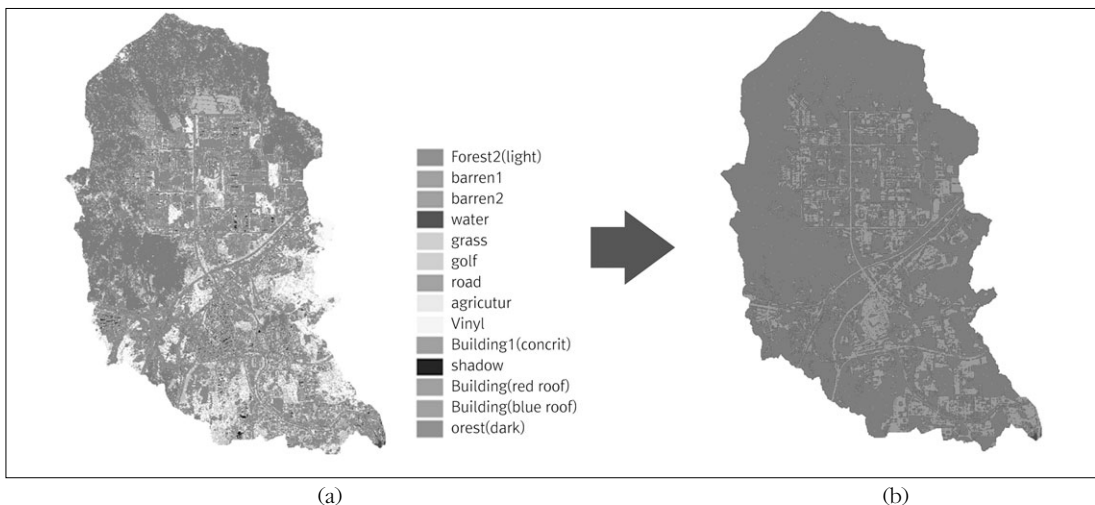 Forest2(light)
barren1
barren2
water
grass
golf
road
agricutur
Vinyl
Building1(concrit)
shadow
Building(red roof)
Building(blue roof)
orest(dark)
(a)
(b)